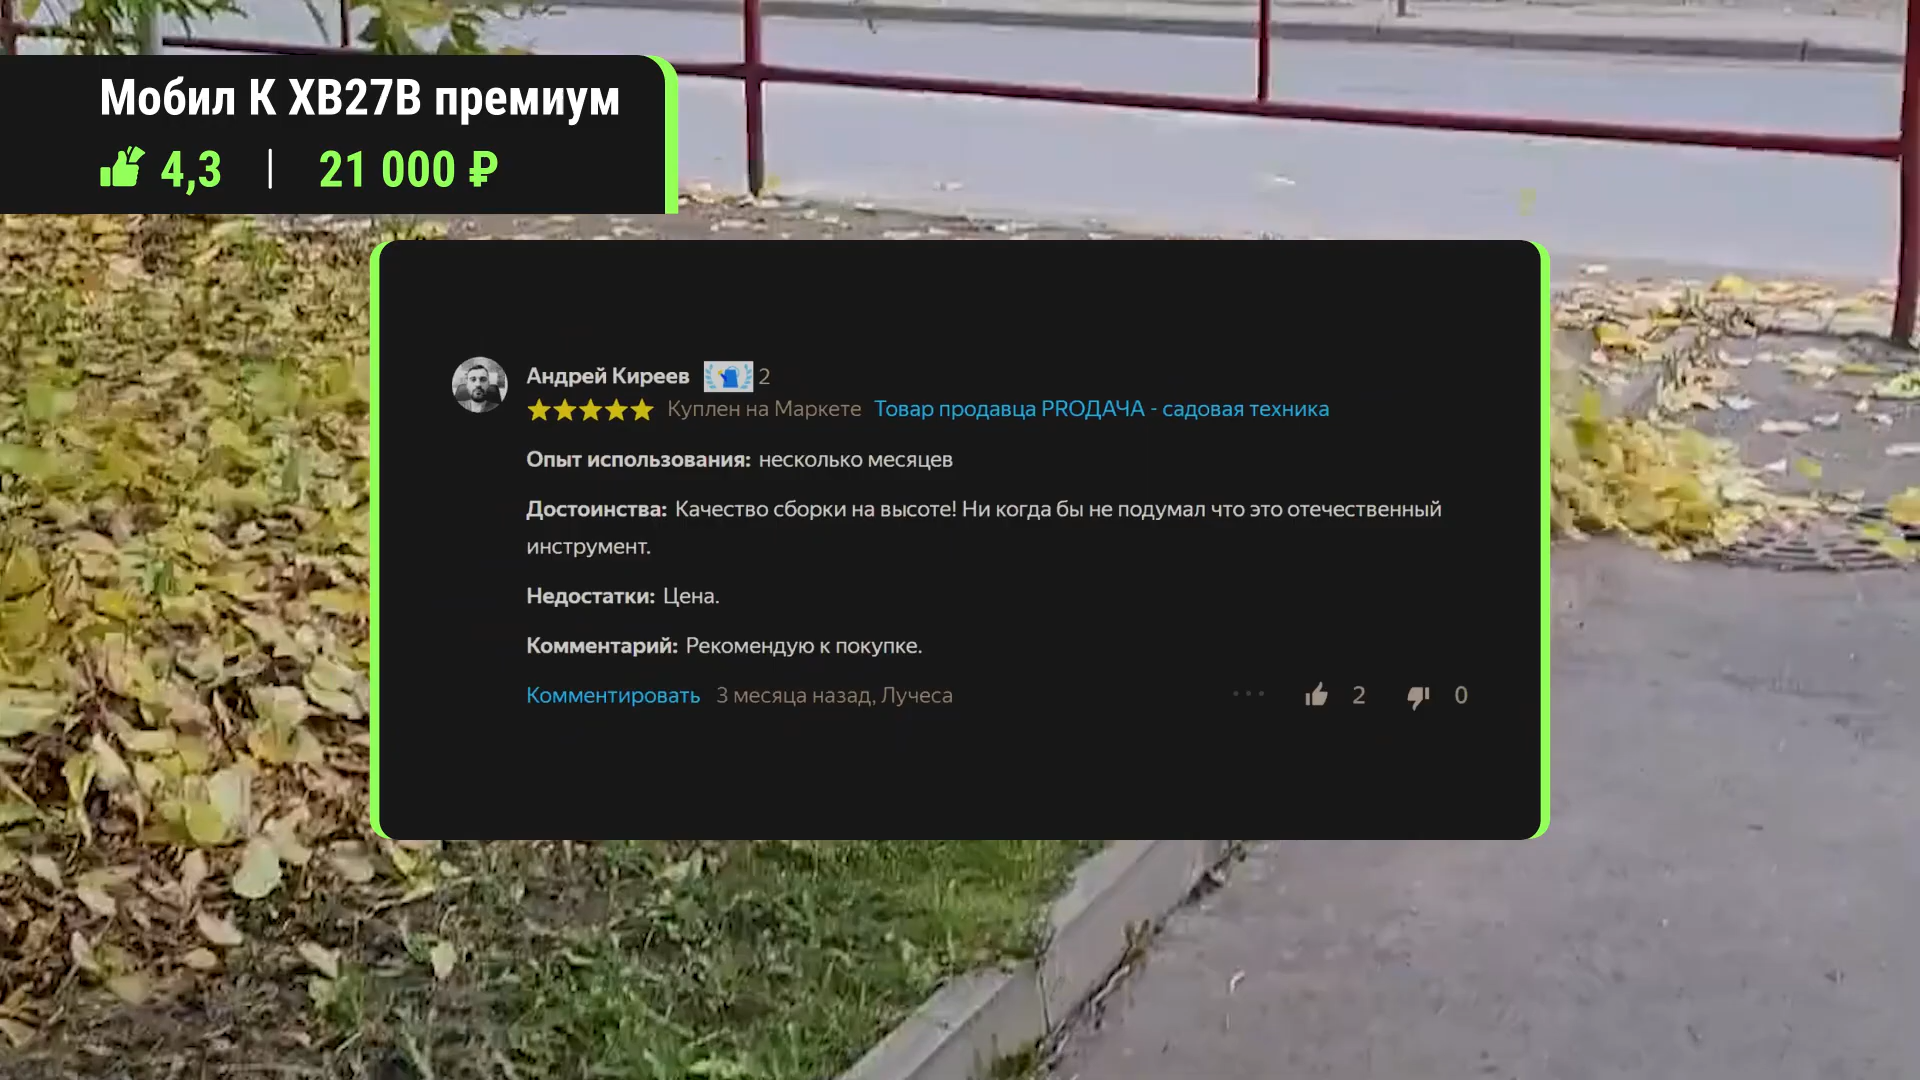 Мобил К XB27B премиум
4,3 | 21 000 ₽
Андрей Киреев 2
Куплен на Маркете Товар продавца PROДАЧА - садовая техника
Опыт использования: несколько месяцев
Достоинства: Качество сборки на высоте! Ни когда бы не подумал что это отечественный
инструмент.
Недостатки: Цена.
Комментарий: Рекомендую к покупке.
Комментировать 3 месяца назад, Лучеса ··· 2 0